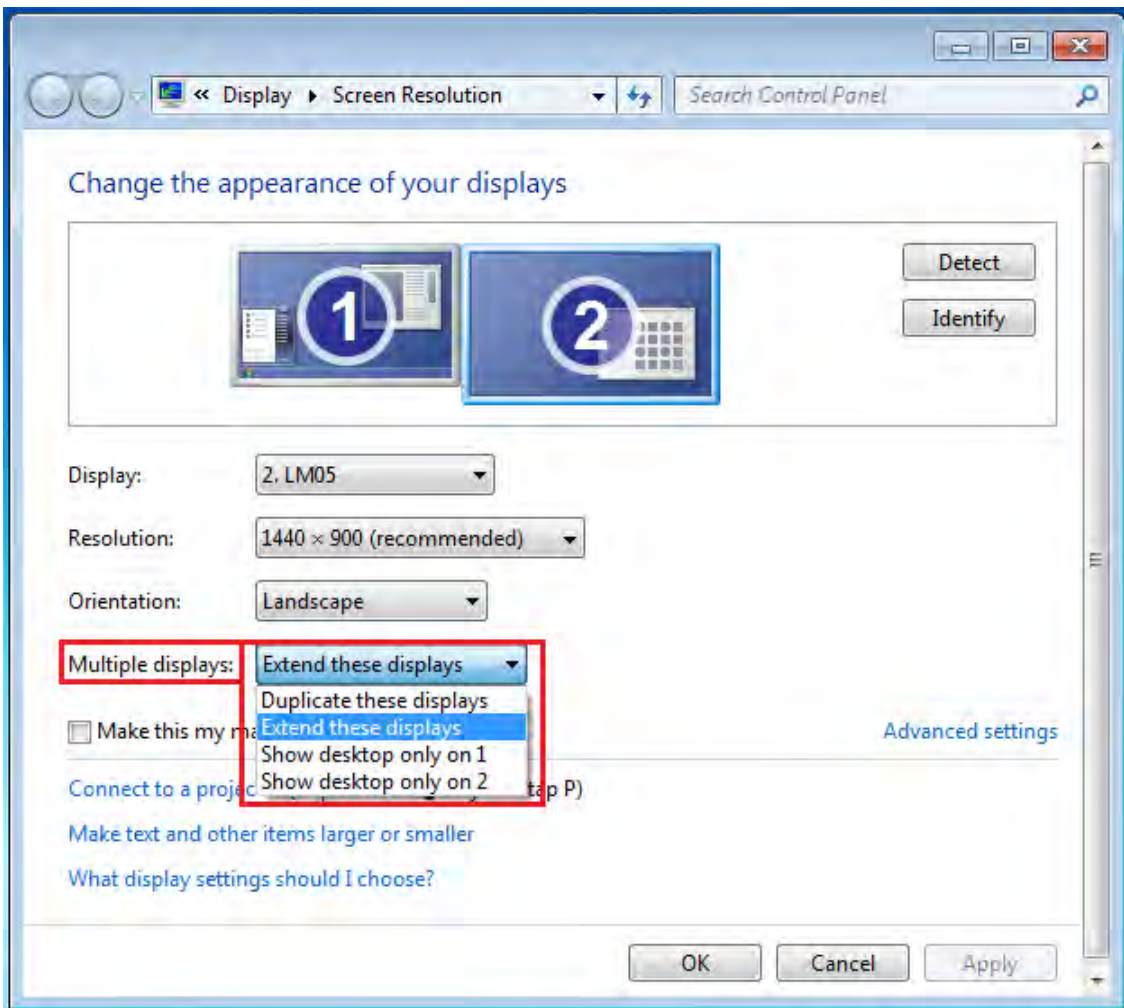 « Display ▸ Screen Resolution
Search Control Panel
Change the appearance of your displays
1
2
Detect
Identify
Display: 2. LM05
Resolution: 1440 × 900 (recommended)
Orientation: Landscape
Multiple displays: Extend these displays
Duplicate these displays
Extend these displays
Show desktop only on 1
Show desktop only on 2
Make this my
Advanced settings
Connect to a
tap P)
Make text and other items larger or smaller
What display settings should I choose?
OK Cancel Apply